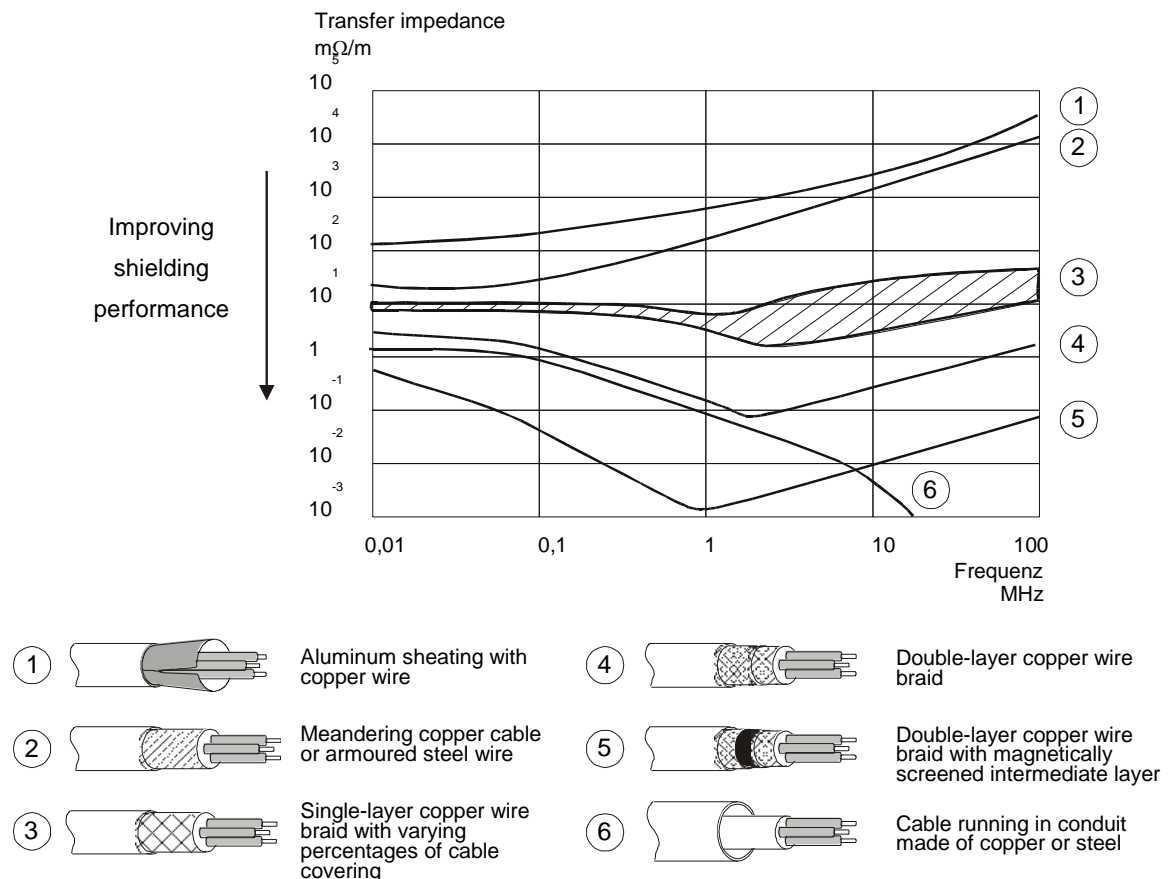 Transfer impedance
mΩ/m
10^5
10^4
10^3
10^2
10^1
1
10^-1
10^-2
10^-3
Improving
shielding
performance
1
2
3
4
5
6
0,01 0,1 1 10 100
Frequenz
MHz
1
Aluminum sheating with
copper wire
2
Meandering copper cable
or armoured steel wire
3
Single-layer copper wire
braid with varying
percentages of cable
covering
4
Double-layer copper wire
braid
5
Double-layer copper wire
braid with magnetically
screened intermediate layer
6
Cable running in conduit
made of copper or steel